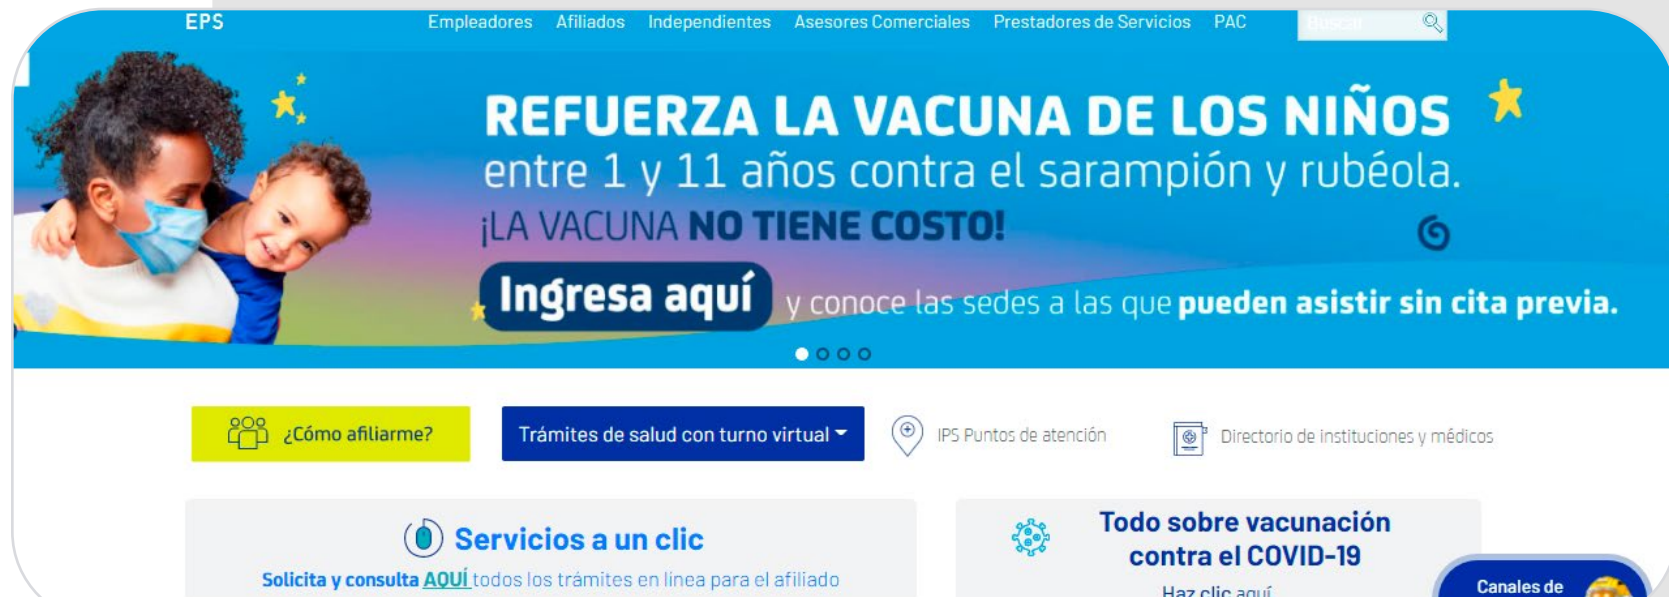 EPS
Empleadores Afiliados Independientes Asesores Comerciales Prestadores de Servicios PAC Buscar
REFUERZA LA VACUNA DE LOS NIÑOS
entre 1 y 11 años contra el sarampión y rubéola.
¡LA VACUNA NO TIENE COSTO!
Ingresa aquí y conoce las sedes a las que pueden asistir sin cita previa.
¿Cómo afiliarme?
Trámites de salud con turno virtual
IPS Puntos de atención
Directorio de instituciones y médicos
Servicios a un clic
Solicita y consulta AQUÍ todos los trámites en línea para el afiliado
Todo sobre vacunación
contra el COVID-19
Haz clic aquí
Canales de